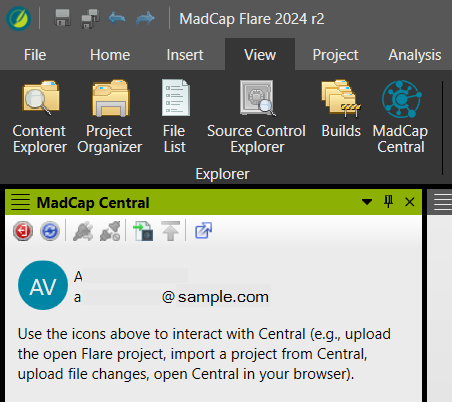 MadCap Flare 2024 r2
File Home Insert View Project Analysis
Content Explorer Project Organizer File List Source Control Explorer Builds MadCap Central
Explorer
MadCap Central
AV
A
a @sample.com
Use the icons above to interact with Central (e.g., upload
the open Flare project, import a project from Central,
upload file changes, open Central in your browser).